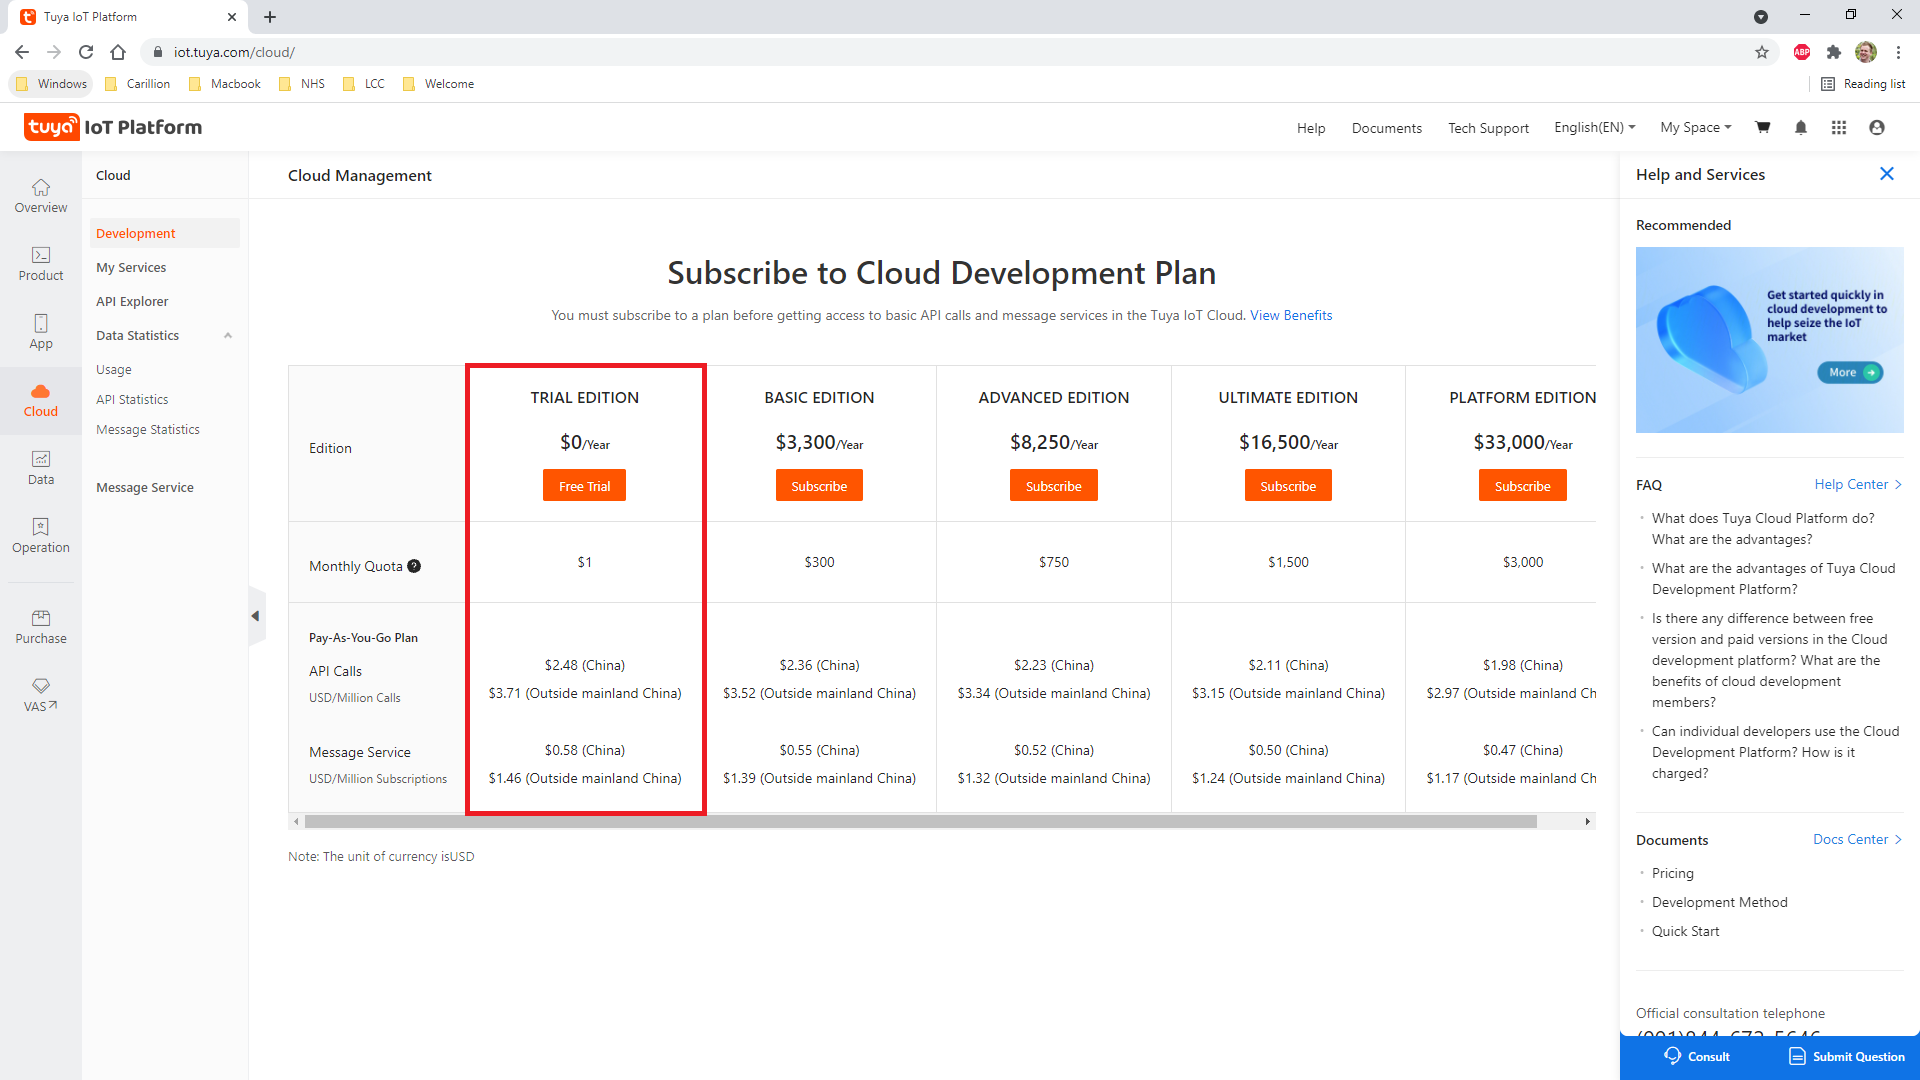 Tuya IoT Platform
iot.tuya.com/cloud/
ABP
Windows
Carillion
Macbook
NHS
LCC
Welcome
Reading list
tuya IoT Platform
Help
Documents
Tech Support
English(EN)
My Space
Overview
Product
App
Cloud
Data
Operation
Purchase
VAS
Cloud
Development
My Services
API Explorer
Data Statistics
Usage
API Statistics
Message Statistics
Message Service
Cloud Management
Subscribe to Cloud Development Plan
You must subscribe to a plan before getting access to basic API calls and message services in the Tuya IoT Cloud. View Benefits
Edition
TRIAL EDITION
$0/Year
Free Trial
BASIC EDITION
$3,300/Year
Subscribe
ADVANCED EDITION
$8,250/Year
Subscribe
ULTIMATE EDITION
$16,500/Year
Subscribe
PLATFORM EDITION
$33,000/Year
Subscribe
Monthly Quota ?
$1
$300
$750
$1,500
$3,000
Pay-As-You-Go Plan
API Calls
USD/Million Calls
$2.48 (China)
$3.71 (Outside mainland China)
$2.36 (China)
$3.52 (Outside mainland China)
$2.23 (China)
$3.34 (Outside mainland China)
$2.11 (China)
$3.15 (Outside mainland China)
$1.98 (China)
$2.97 (Outside mainland Ch
Message Service
USD/Million Subscriptions
$0.58 (China)
$1.46 (Outside mainland China)
$0.55 (China)
$1.39 (Outside mainland China)
$0.52 (China)
$1.32 (Outside mainland China)
$0.50 (China)
$1.24 (Outside mainland China)
$0.47 (China)
$1.17 (Outside mainland Ch
Note: The unit of currency isUSD
Help and Services
Recommended
Get started quickly in
cloud development to
help seize the IoT
market
More
FAQ
Help Center
What does Tuya Cloud Platform do?
What are the advantages?
What are the advantages of Tuya Cloud
Development Platform?
Is there any difference between free
version and paid versions in the Cloud
development platform? What are the
benefits of cloud development
members?
Can individual developers use the Cloud
Development Platform? How is it
charged?
Documents
Docs Center
Pricing
Development Method
Quick Start
Official consultation telephone
Consult
Submit Question